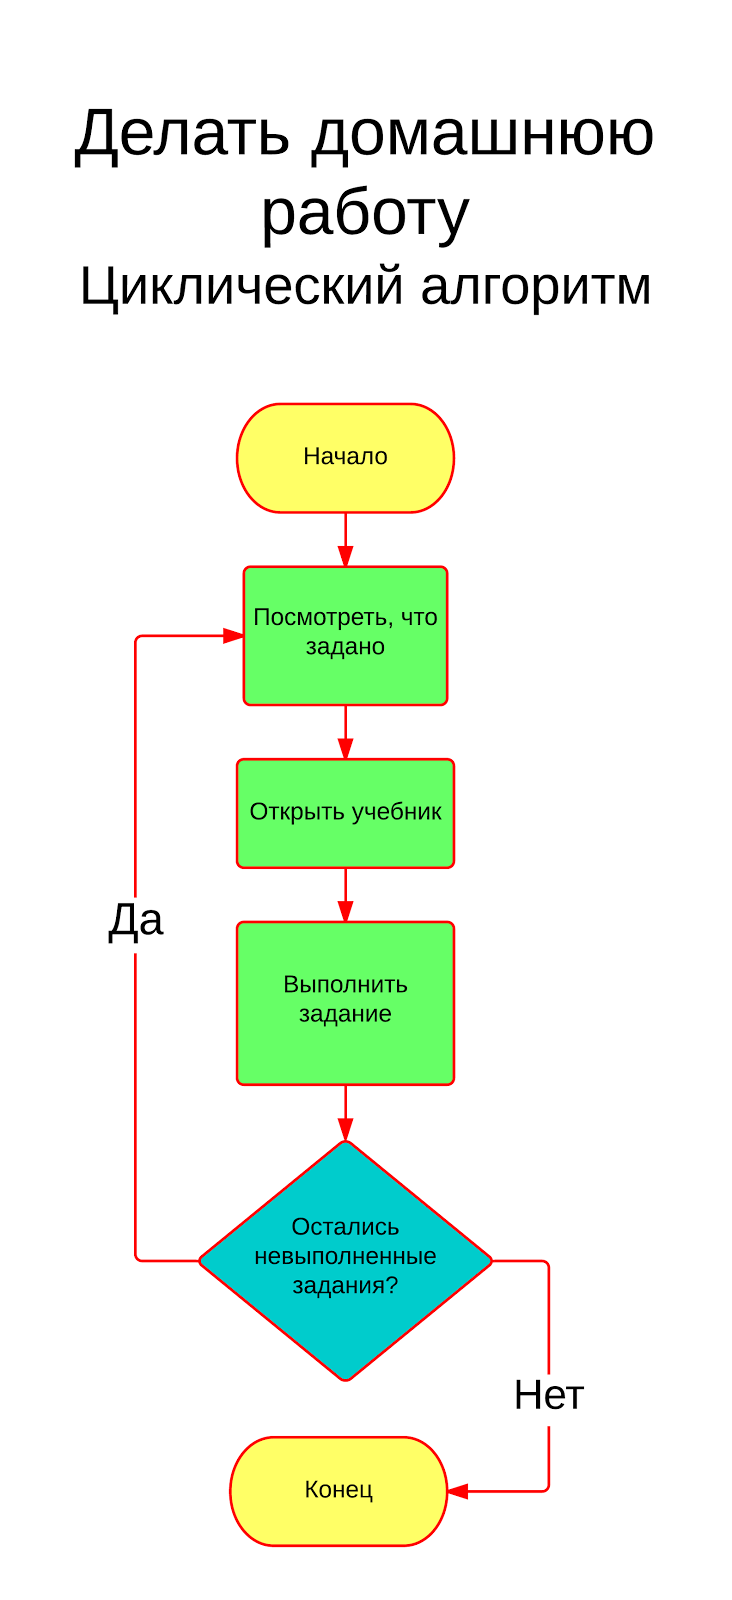 Делать домашнюю
работу
Циклический алгоритм
Начало
Посмотреть, что
задано
Открыть учебник
Да
Выполнить
задание
Остались
невыполненные
задания?
Нет
Конец